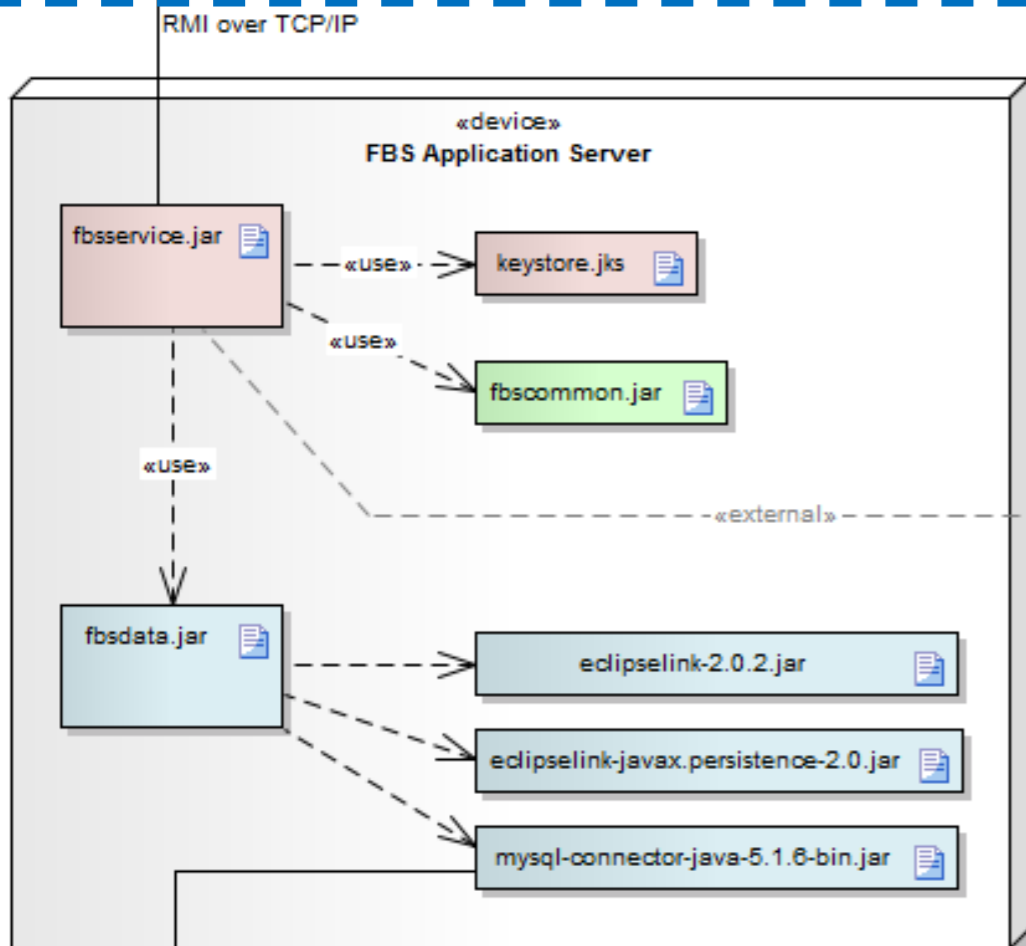 RMI over TCP/IP
«device»
FBS Application Server
fbsservice.jar
«use»
keystore.jks
«use»
fbscommon.jar
«use»
«external»
fbsdata.jar
eclipselink-2.0.2.jar
eclipselink-javax.persistence-2.0.jar
mysql-connector-java-5.1.6-bin.jar